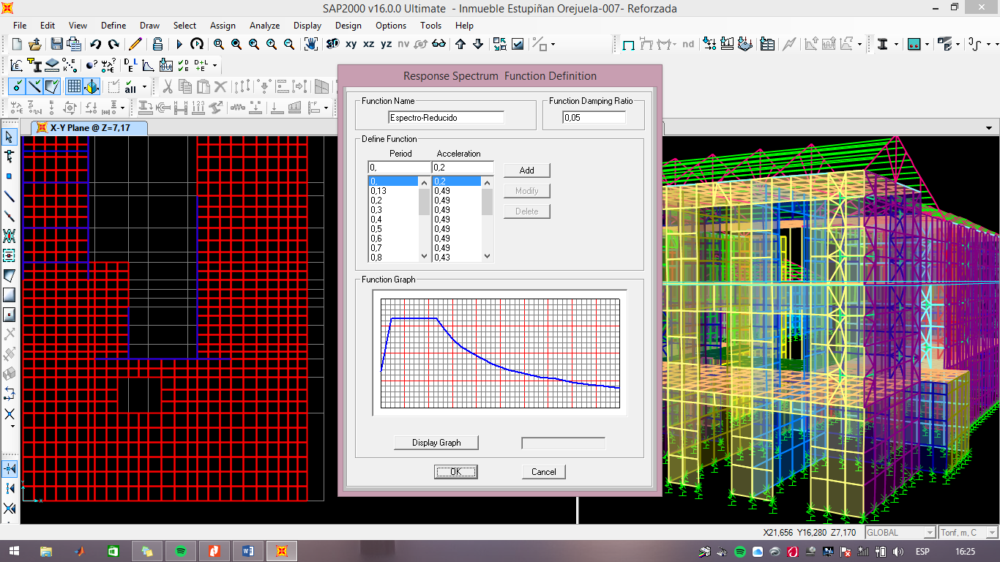 SAP2000 v16.0.0 Ultimate - Inmueble Estupiñan Orejuela-007- Reforzada
File Edit View Define Draw Select Assign Analyze Display Design Options Tools Help
3D xy xz yz nv
nd
all
X-Y Plane @ Z=7,17
Response Spectrum Function Definition
Function Name
Function Damping Ratio
Espectro-Reducido
0,05
Define Function
Period Acceleration
0, 0,2
Add
0, 0,2
0,13 0,49
Modify
0,2 0,49
0,3 0,49
Delete
0,4 0,49
0,5 0,49
0,6 0,49
0,7 0,49
0,8 0,43
Function Graph
Display Graph
OK Cancel
X21,656 Y16,280 Z7,170
GLOBAL
Tonf, m, C
ESP
16:25